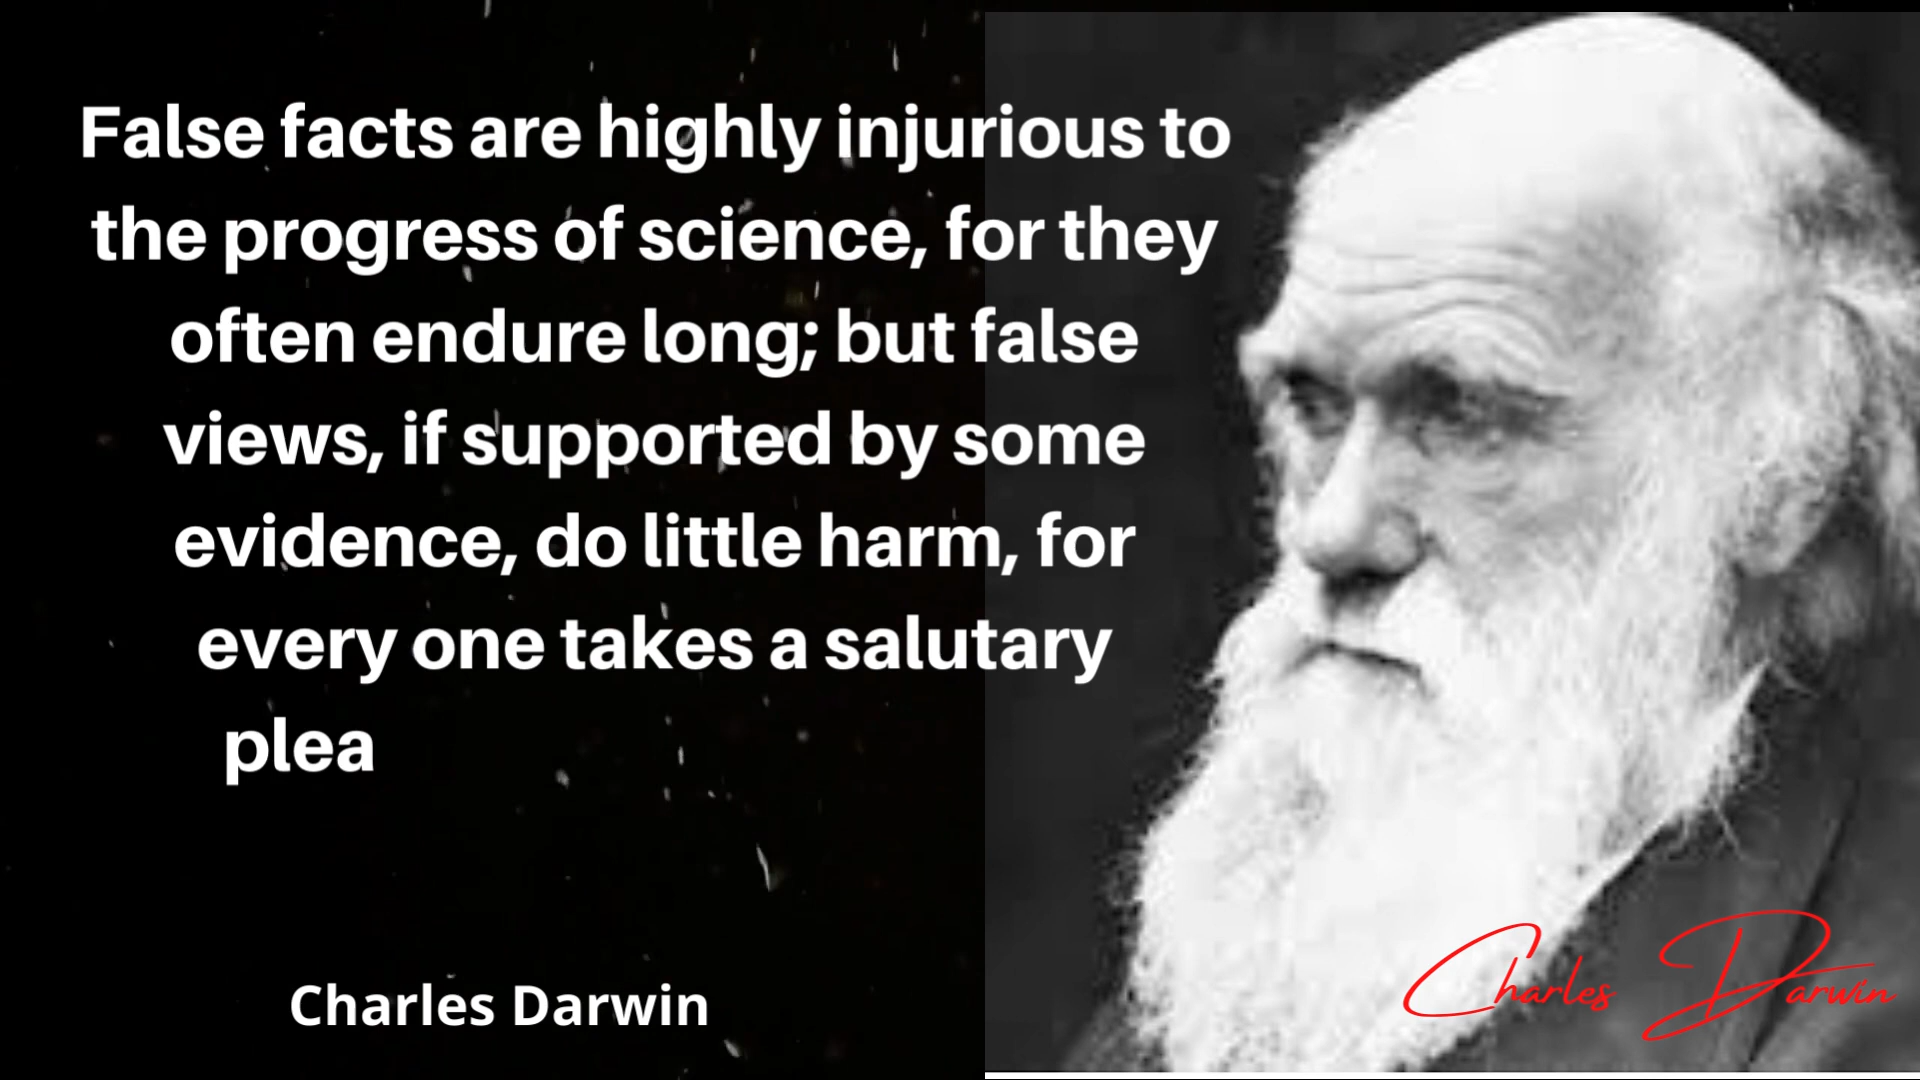 False facts are highly injurious to
the progress of science, for they
often endure long; but false
views, if supported by some
evidence, do little harm, for
every one takes a salutary
plea
Charles Darwin
Charles Darwin